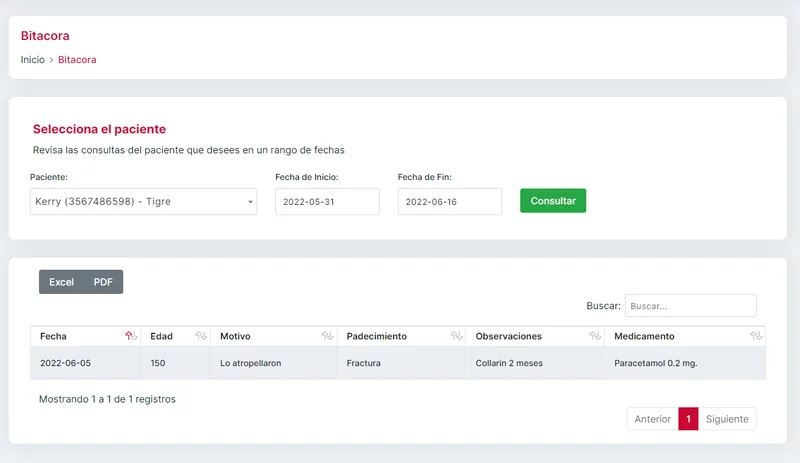 Bitacora
Inicio › Bitacora
Selecciona el paciente
Revisa las consultas del paciente que desees en un rango de fechas
Paciente: Fecha de Inicio: Fecha de Fin:
Kerry (3567486598) - Tigre 2022-05-31 2022-06-16 Consultar
Excel PDF
Buscar: Buscar...
Fecha Edad Motivo Padecimiento Observaciones Medicamento
2022-06-05 150 Lo atropellaron Fractura Collarin 2 meses Paracetamol 0.2 mg.
Mostrando 1 a 1 de 1 registros
Anterior 1 Siguiente